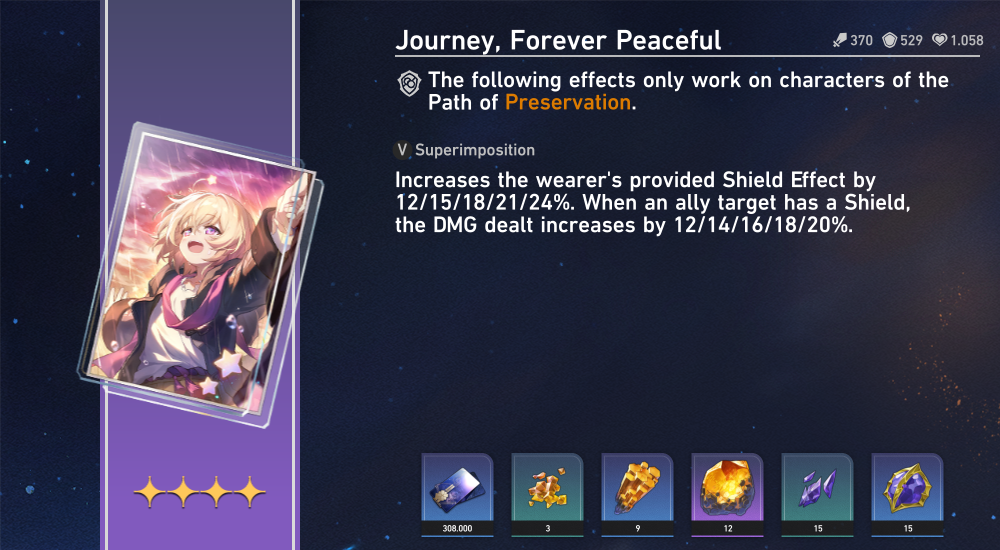 Journey, Forever Peaceful
370 529 1.058
The following effects only work on characters of the
Path of Preservation.
V Superimposition
Increases the wearer's provided Shield Effect by
12/15/18/21/24%. When an ally target has a Shield,
the DMG dealt increases by 12/14/16/18/20%.
308.000 3 9 12 15 15